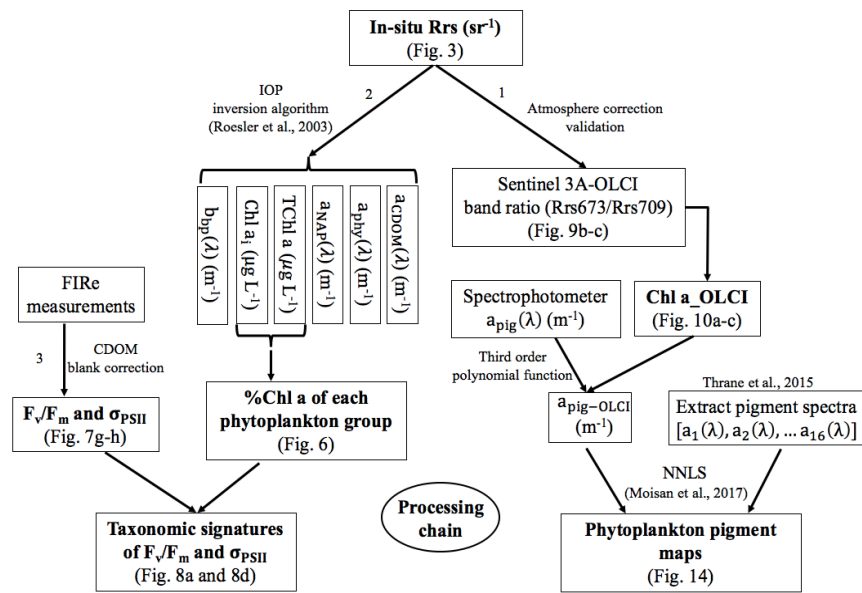 In-situ Rrs (sr⁻¹)
(Fig. 3)
IOP
inversion algorithm
(Roesler et al., 2003)
2
1
Atmosphere correction
validation
b_bp(λ) (m⁻¹)
Chl a_i (μg L⁻¹)
TChl a (μg L⁻¹)
a_NAP(λ) (m⁻¹)
a_phy(λ) (m⁻¹)
a_CDOM(λ) (m⁻¹)
Sentinel 3A-OLCI
band ratio (Rrs673/Rrs709)
(Fig. 9b-c)
FIRe
measurements
Spectrophotometer
a_pig(λ) (m⁻¹)
Chl a_OLCI
(Fig. 10a-c)
3
CDOM
blank correction
Third order
polynomial function
Thrane et al., 2015
F_v/F_m and σ_PSII
(Fig. 7g-h)
%Chl a of each
phytoplankton group
(Fig. 6)
a_pig−OLCI
(m⁻¹)
Extract pigment spectra
[a₁(λ), a₂(λ), … a₁₆(λ)]
NNLS
(Moisan et al., 2017)
Processing
chain
Taxonomic signatures
of F_v/F_m and σ_PSII
(Fig. 8a and 8d)
Phytoplankton pigment
maps
(Fig. 14)